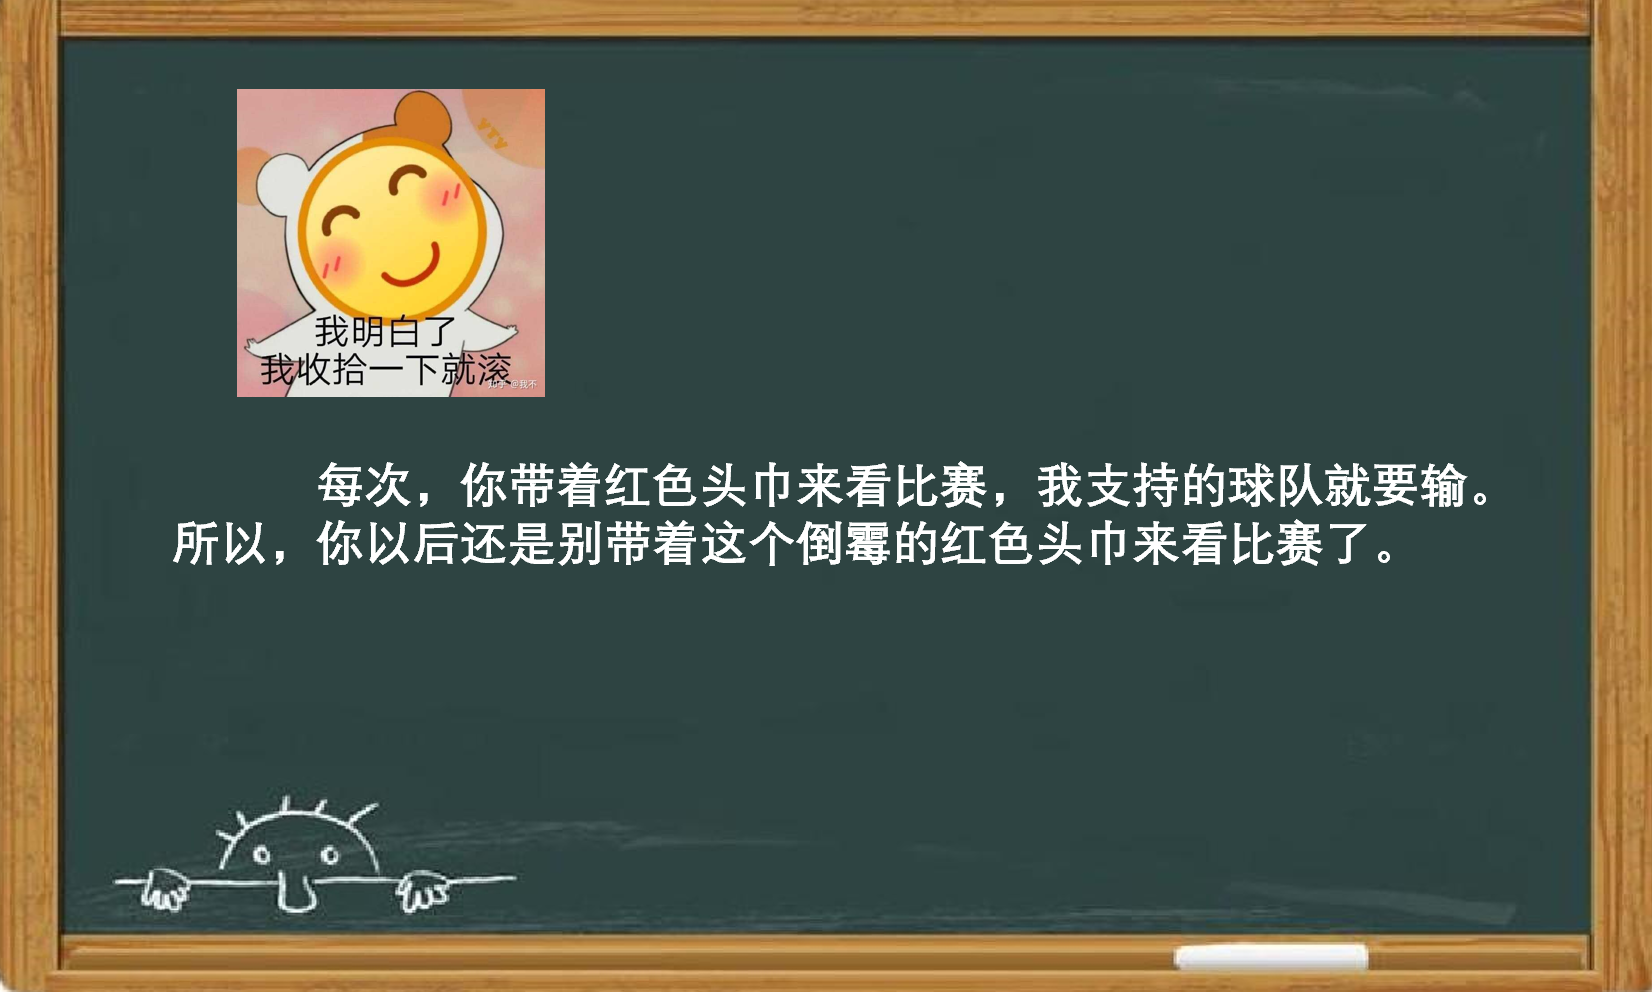 YTY
我明白了
我收拾一下就滚
知乎 @我不
每次，你带着红色头巾来看比赛，我支持的球队就要输。
所以，你以后还是别带着这个倒霉的红色头巾来看比赛了。